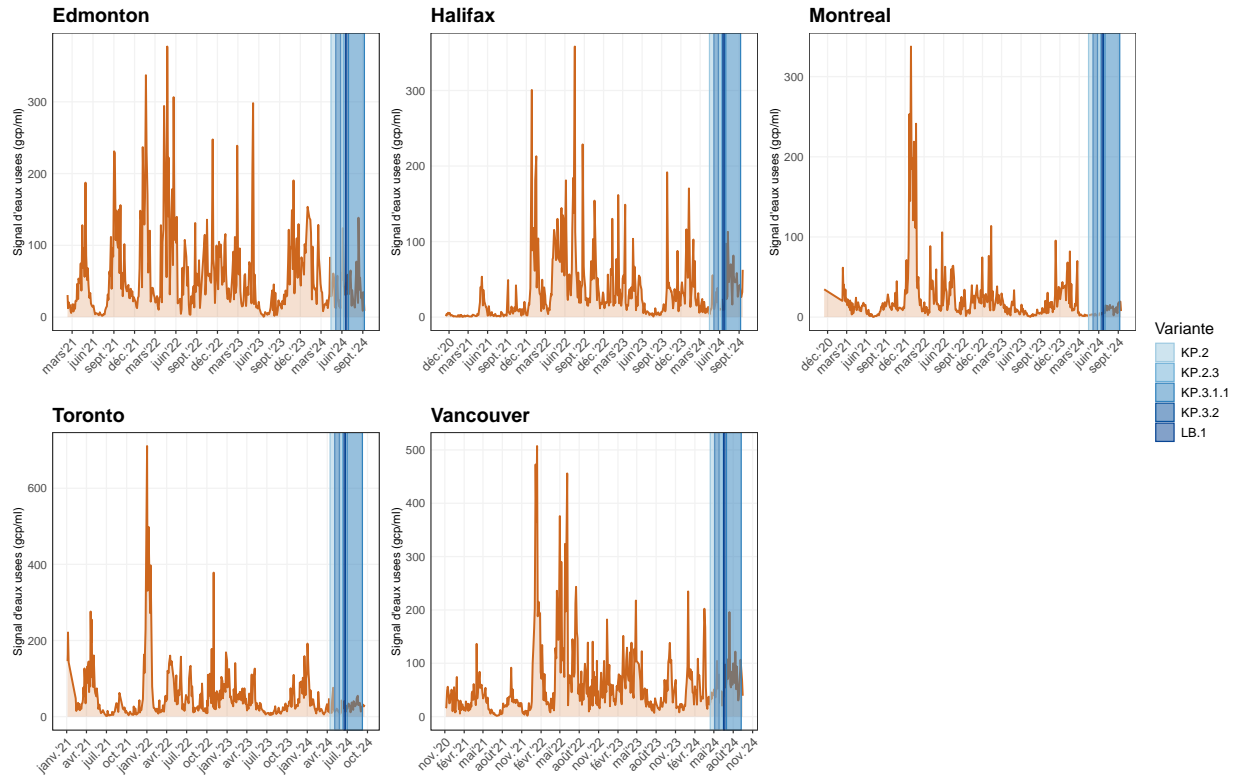 Edmonton
Signal d'eaux usees (gcp/ml)
300
200
100
0
mars'21
juin'21
sept.'21
déc.'21
mars'22
juin'22
sept.'22
déc.'22
mars'23
juin'23
sept.'23
déc.'23
mars'24
juin'24
sept.'24
Halifax
Signal d'eaux usees (gcp/ml)
300
200
100
0
déc.'20
mars'21
juin'21
sept.'21
déc.'21
mars'22
juin'22
sept.'22
déc.'22
mars'23
juin'23
sept.'23
déc.'23
mars'24
juin'24
sept.'24
Montreal
Signal d'eaux usees (gcp/ml)
300
200
100
0
déc.'20
mars'21
juin'21
sept.'21
déc.'21
mars'22
juin'22
sept.'22
déc.'22
mars'23
juin'23
sept.'23
déc.'23
mars'24
juin'24
sept.'24
Variante
KP.2
KP.2.3
KP.3.1.1
KP.3.2
LB.1
Toronto
Signal d'eaux usees (gcp/ml)
600
400
200
0
janv.'21
avr.'21
juil.'21
oct.'21
janv.'22
avr.'22
juil.'22
oct.'22
janv.'23
avr.'23
juil.'23
oct.'23
janv.'24
avr.'24
juil.'24
oct.'24
Vancouver
Signal d'eaux usees (gcp/ml)
500
400
300
200
100
0
nov.'20
févr.'21
mai'21
août'21
nov.'21
févr.'22
mai'22
août'22
nov.'22
févr.'23
mai'23
août'23
nov.'23
févr.'24
mai'24
août'24
nov.'24